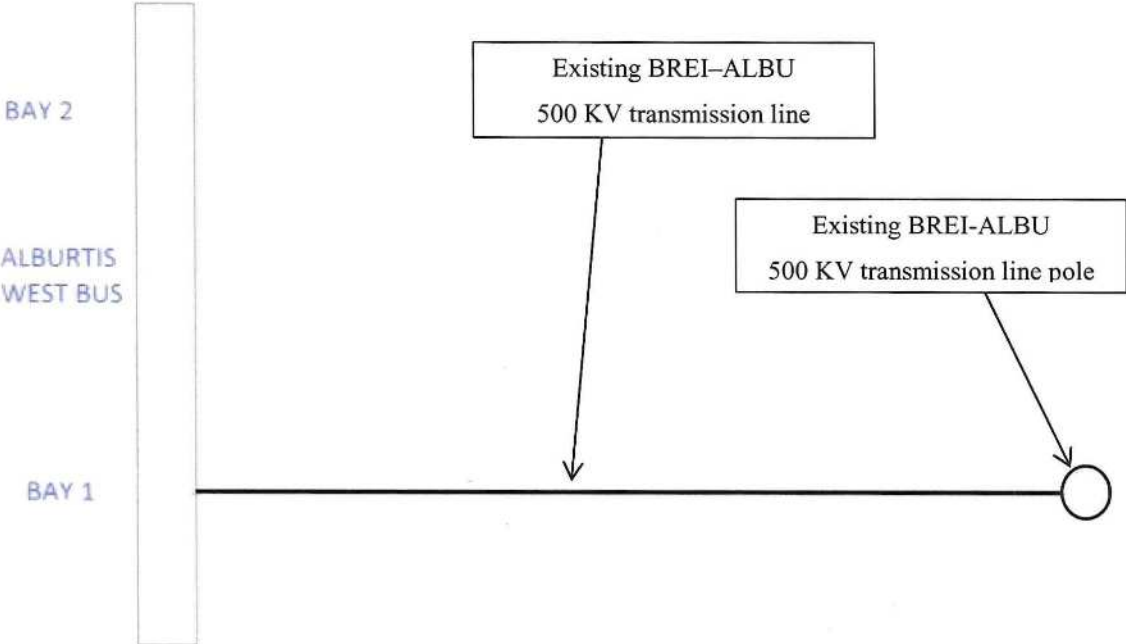 Existing BREI–ALBU
500 KV transmission line
BAY 2
Existing BREI-ALBU
500 KV transmission line pole
ALBURTIS
WEST BUS
BAY 1